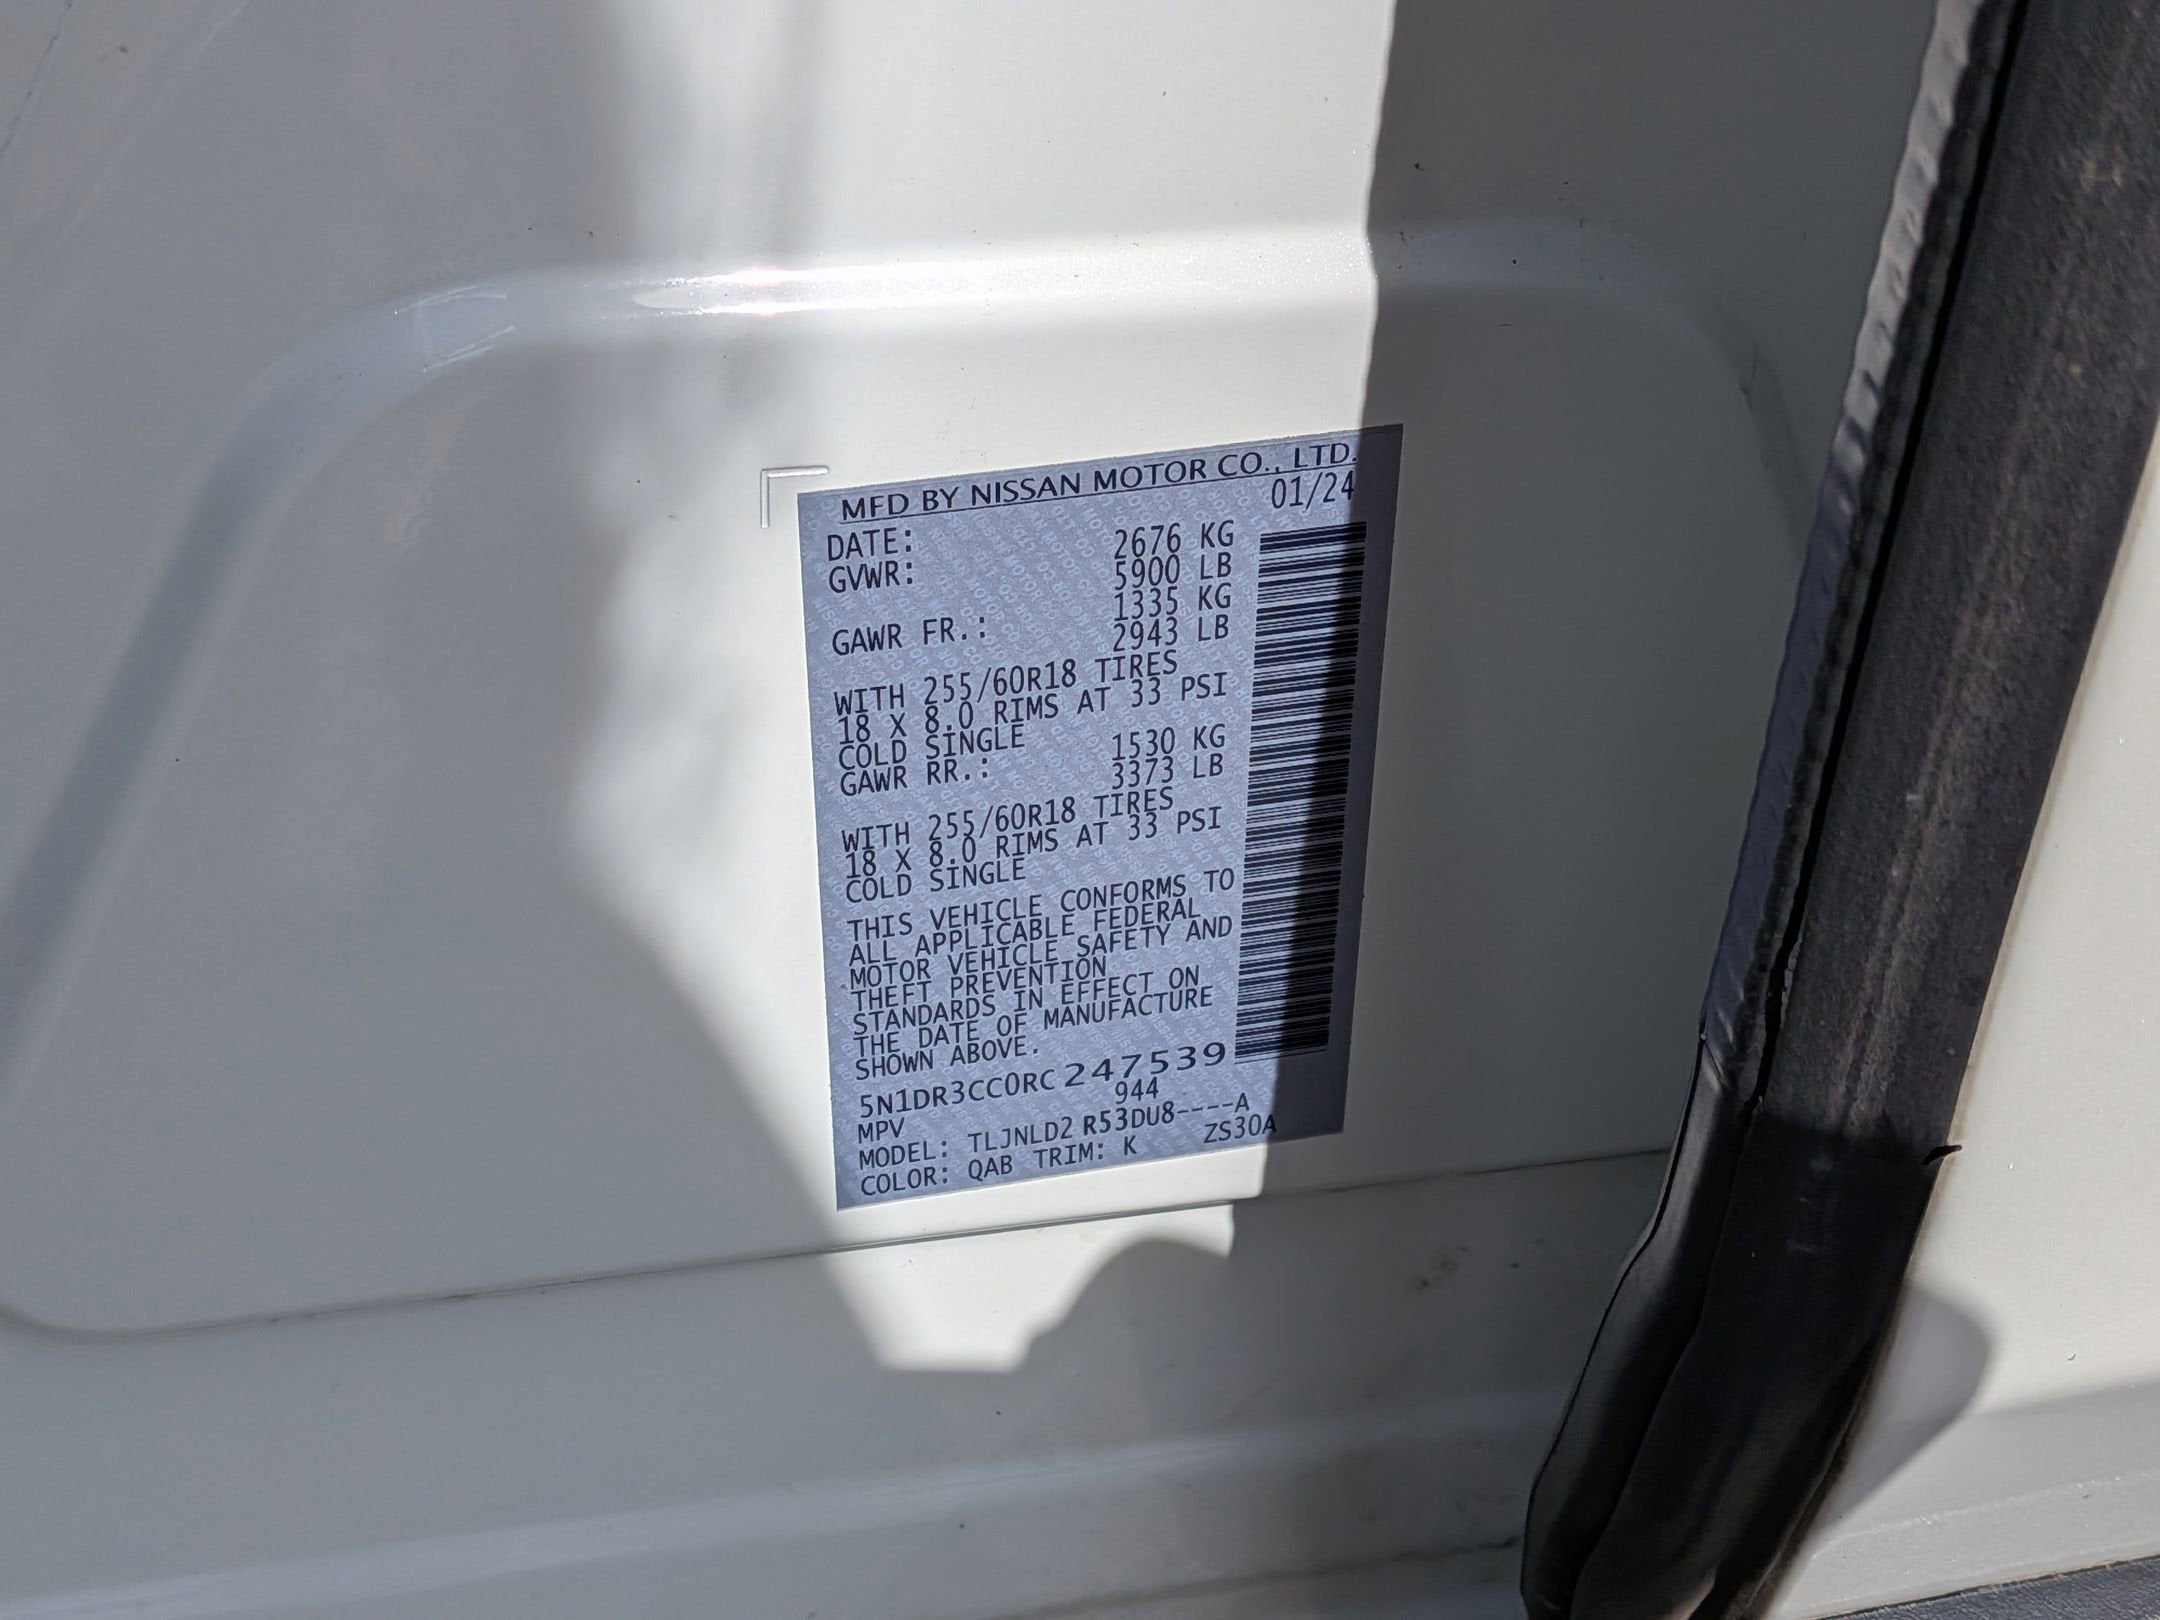 MFD BY NISSAN MOTOR CO., LTD.
DATE: 01/24
GVWR: 2676 KG
5900 LB
GAWR FR.: 1335 KG
2943 LB
WITH 255/60R18 TIRES
18 X 8.0 RIMS AT 33 PSI
COLD SINGLE
GAWR RR.: 1530 KG
3373 LB
WITH 255/60R18 TIRES
18 X 8.0 RIMS AT 33 PSI
COLD SINGLE
THIS VEHICLE CONFORMS TO
ALL APPLICABLE FEDERAL
MOTOR VEHICLE SAFETY AND
THEFT PREVENTION
STANDARDS IN EFFECT ON
THE DATE OF MANUFACTURE
SHOWN ABOVE.
5N1DR3CC0RC247539
MPV 944
MODEL: TLJNLD2 R53DU8----A
COLOR: QAB TRIM: K ZS30A